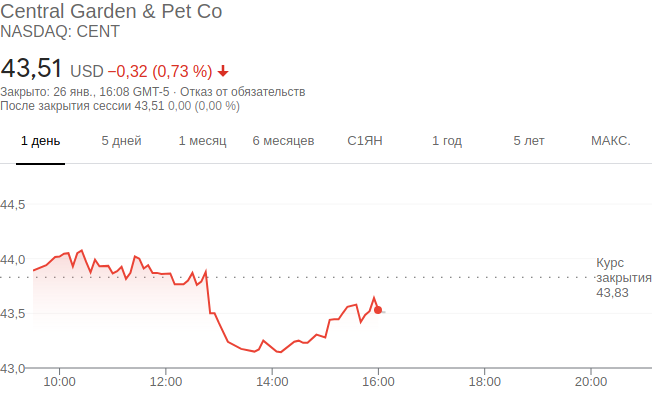 Central Garden & Pet Co
NASDAQ: CENT
43,51 USD −0,32 (0,73 %)
Закрыто: 26 янв., 16:08 GMT-5 · Отказ от обязательств
После закрытия сессии 43,51 0,00 (0,00 %)
1 день 5 дней 1 месяц 6 месяцев С1ЯН 1 год 5 лет МАКС.
44,5
44,0
Курс
закрытия
43,83
43,5
43,0
10:00 12:00 14:00 16:00 18:00 20:00